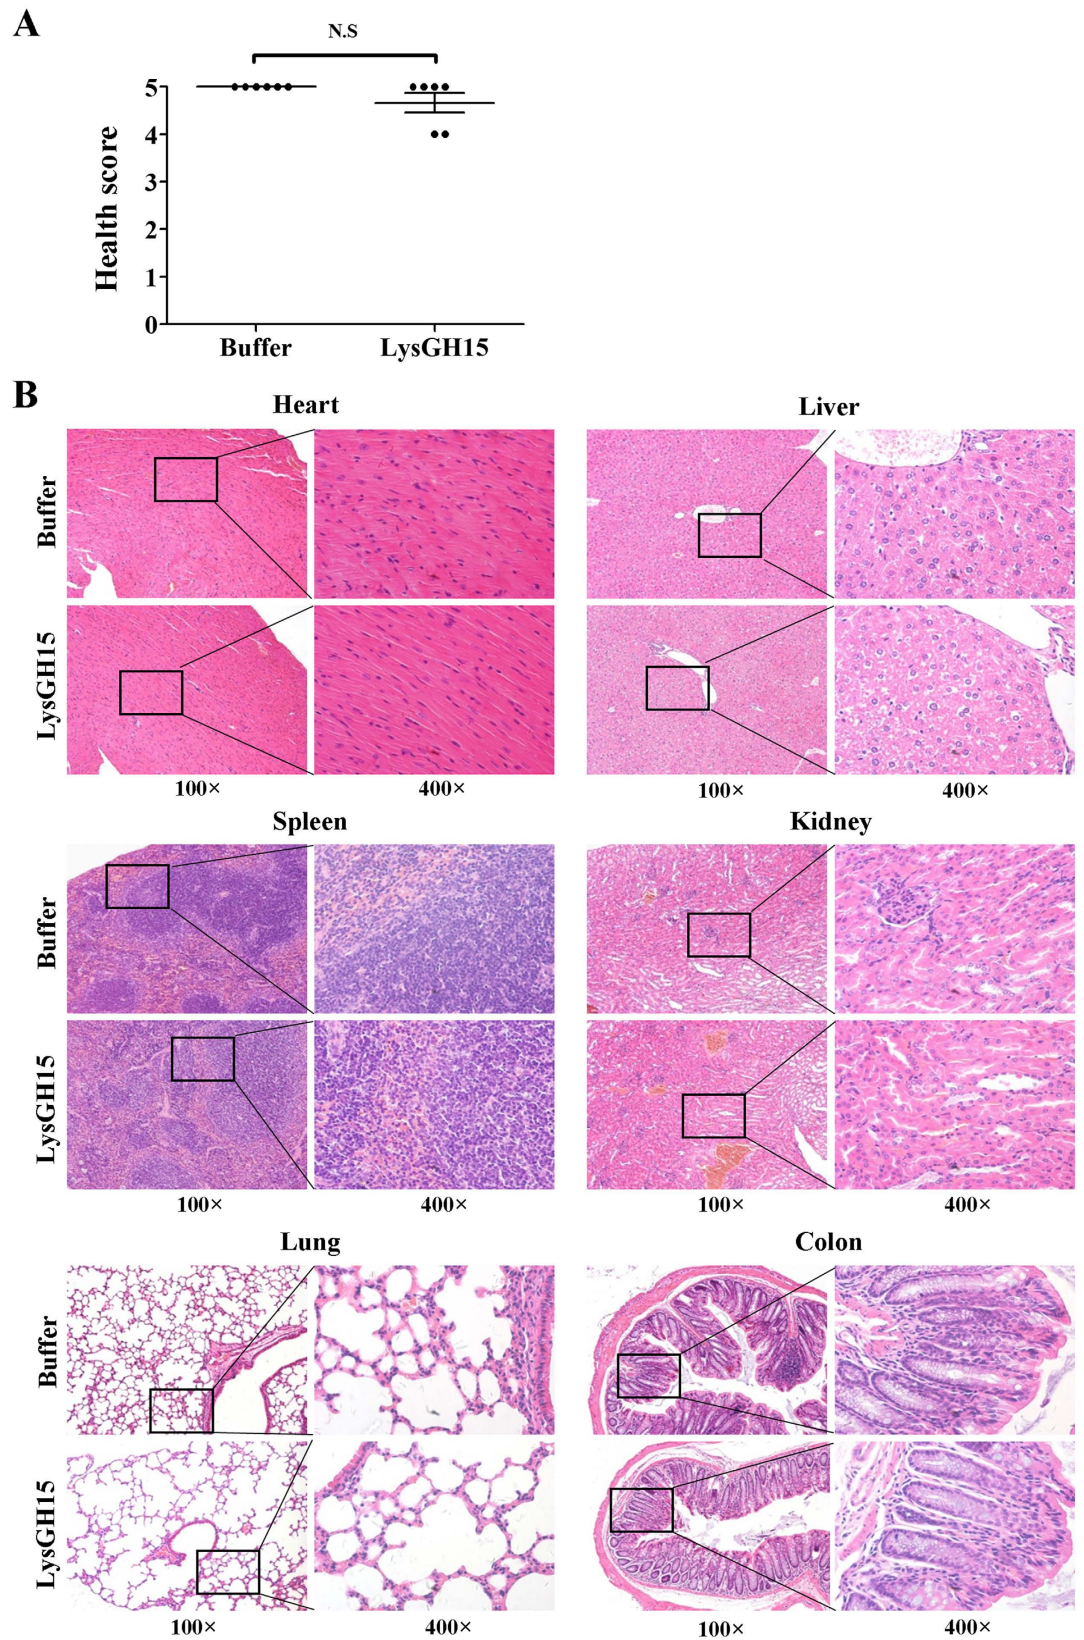 A
N.S
Health score
5
4
3
2
1
0
Buffer
LysGH15
B
Heart
Liver
Buffer
LysGH15
100×
400×
100×
400×
Spleen
Kidney
Buffer
LysGH15
100×
400×
100×
400×
Lung
Colon
Buffer
LysGH15
100×
400×
100×
400×